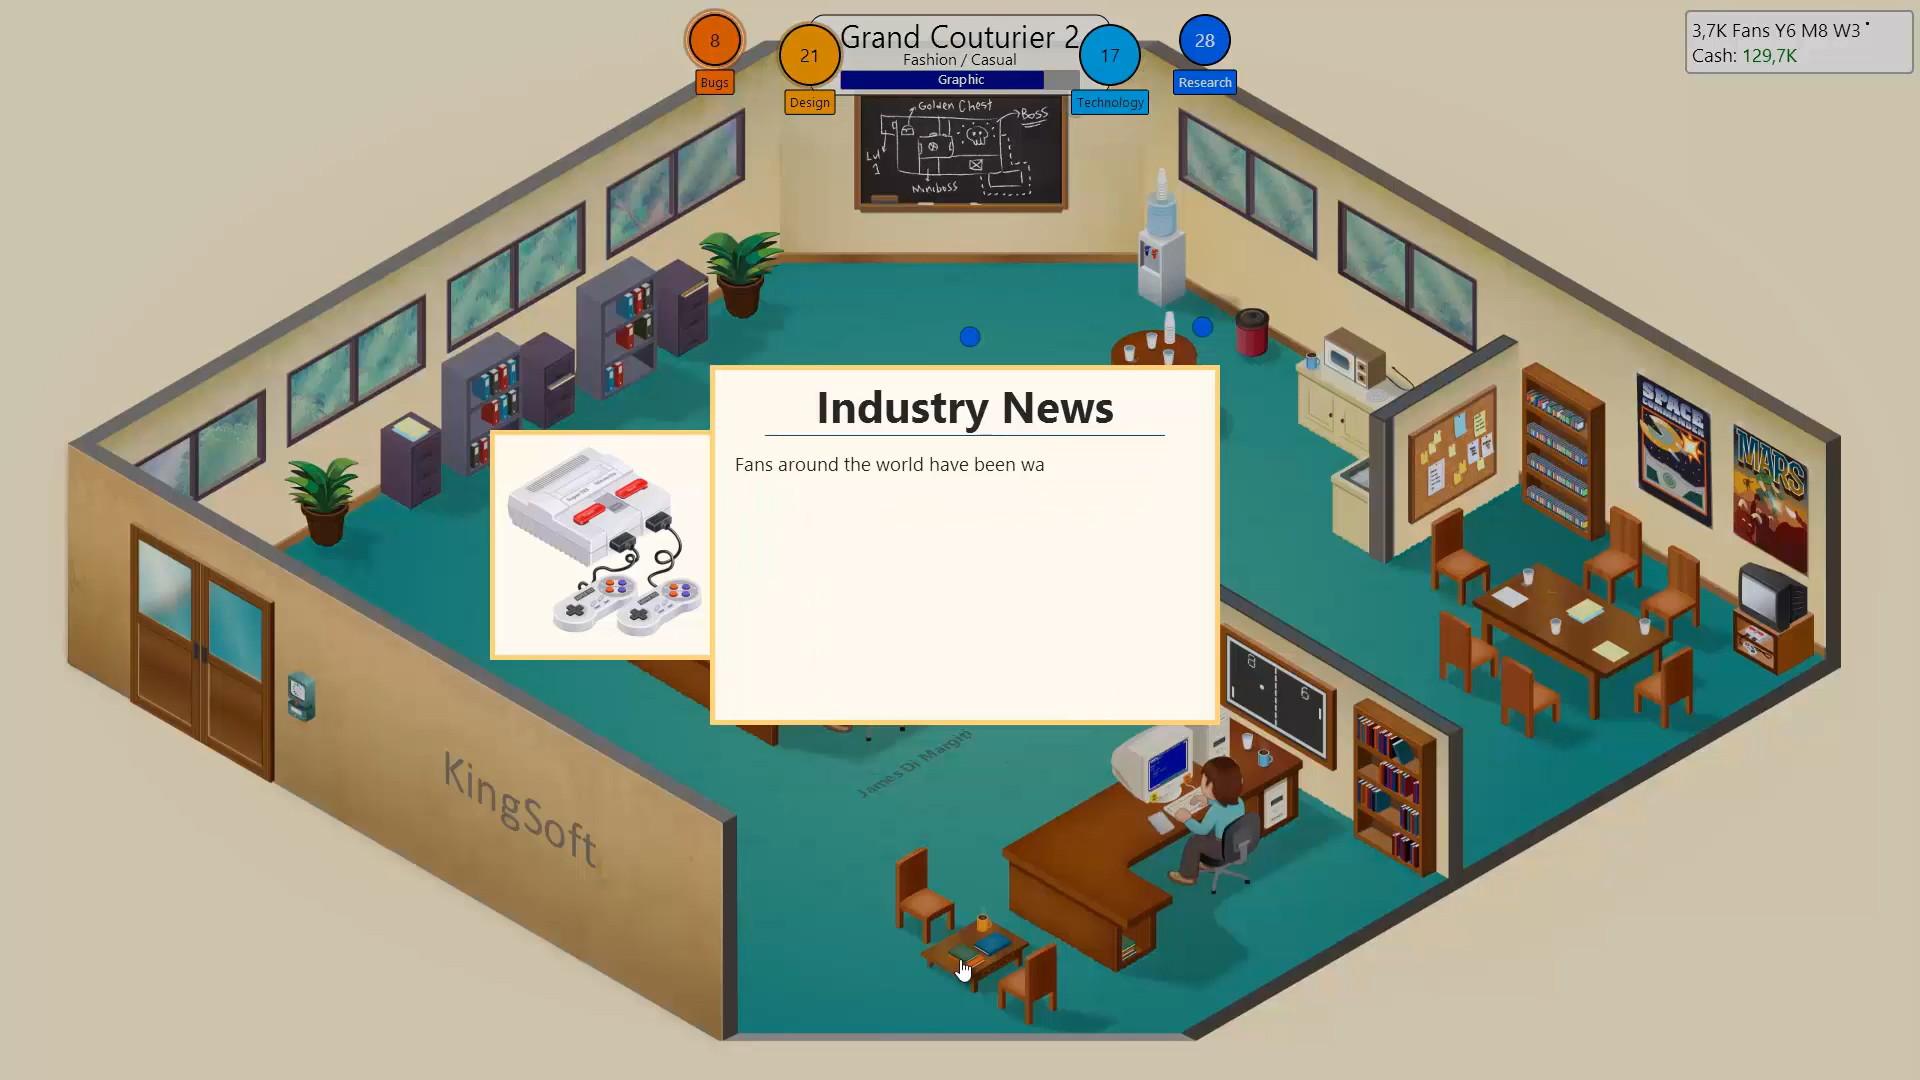 8
Bugs
21
Design
Grand Couturier 2
Fashion / Casual
Graphic
17
Technology
28
Research
3,7K Fans Y6 M8 W3
Cash: 129,7K
Golden Chest
Boss
Lvl
1
Miniboss
SPACE
MARS
Industry News
Fans around the world have been wa
6
James Di Margin
KingSoft